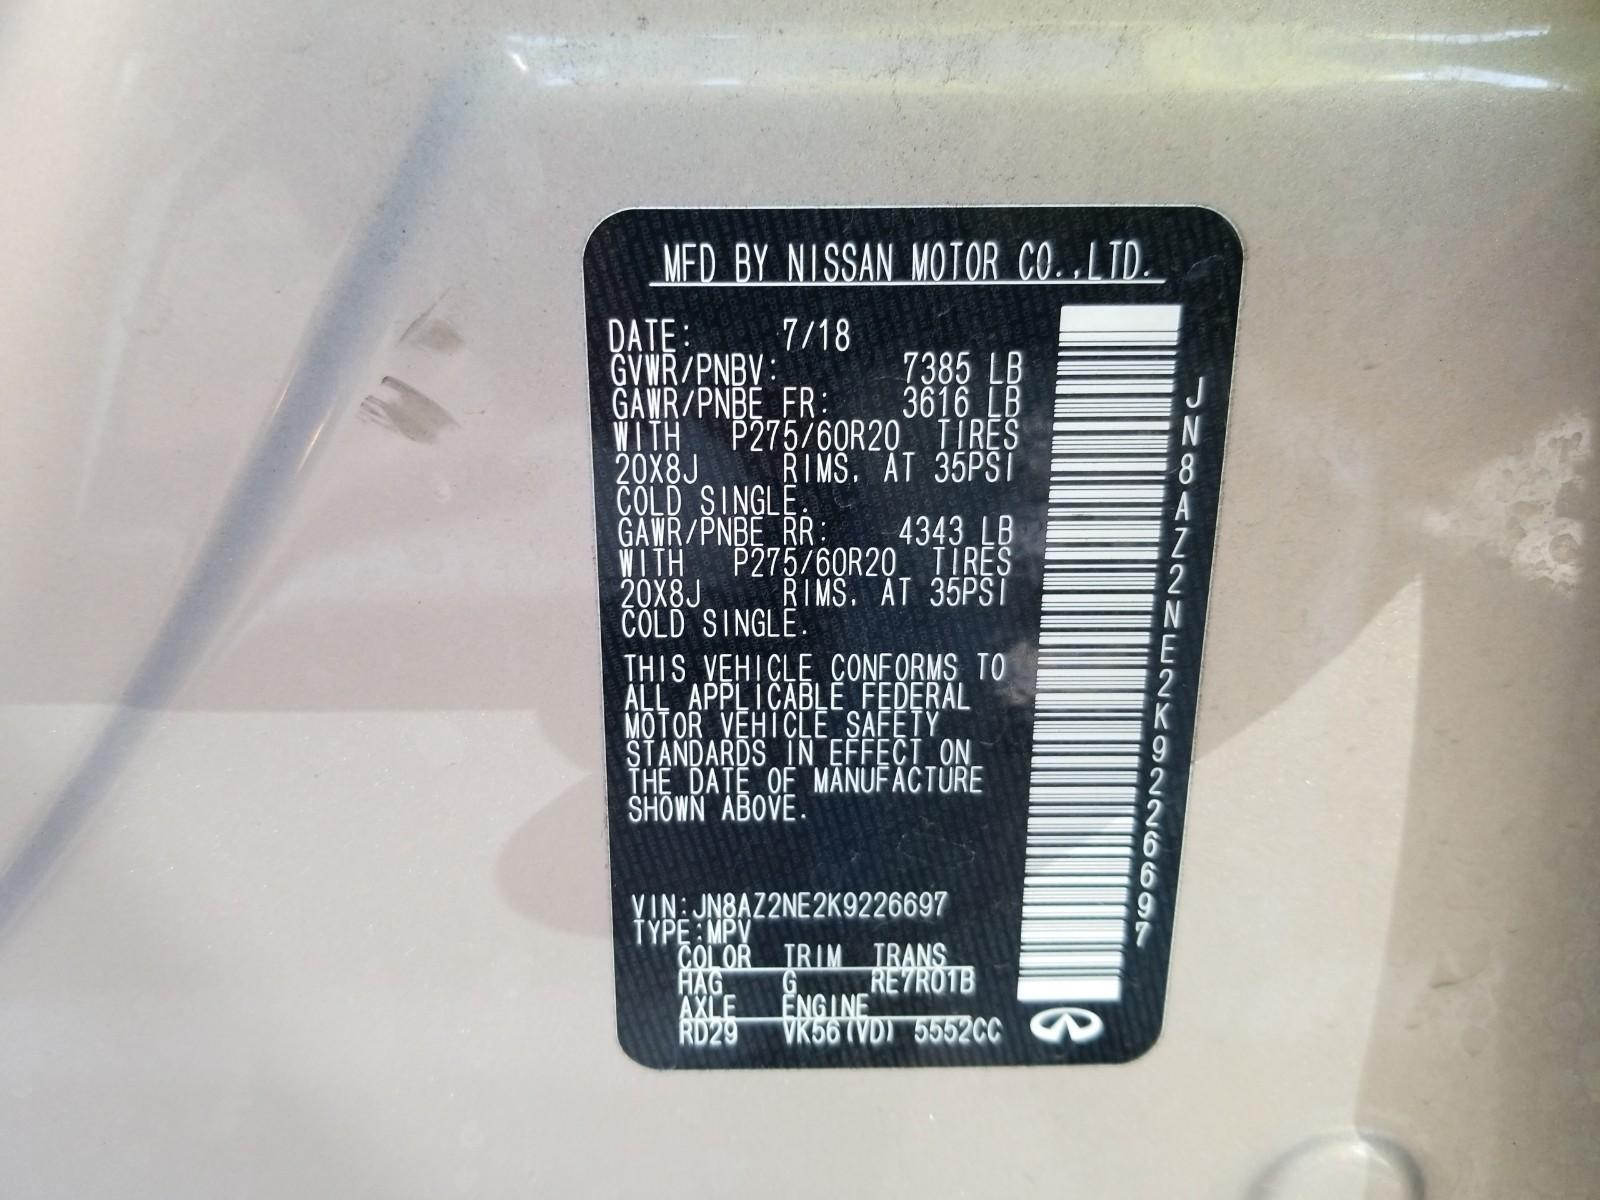 MFD BY NISSAN MOTOR CO.,LTD.
DATE: 7/18
GVWR/PNBV: 7385 LB
GAWR/PNBE FR: 3616 LB
WITH P275/60R20 TIRES
20X8J RIMS, AT 35PSI
COLD SINGLE.
GAWR/PNBE RR: 4343 LB
WITH P275/60R20 TIRES
20X8J RIMS, AT 35PSI
COLD SINGLE.
THIS VEHICLE CONFORMS TO
ALL APPLICABLE FEDERAL
MOTOR VEHICLE SAFETY
STANDARDS IN EFFECT ON
THE DATE OF MANUFACTURE
SHOWN ABOVE.
VIN:JN8AZ2NE2K9226697
TYPE:MPV
COLOR TRIM TRANS
HAG G RE7R01B
AXLE ENGINE
RD29 VK56(VD) 5552CC
JN8AZ2NE2K9226697